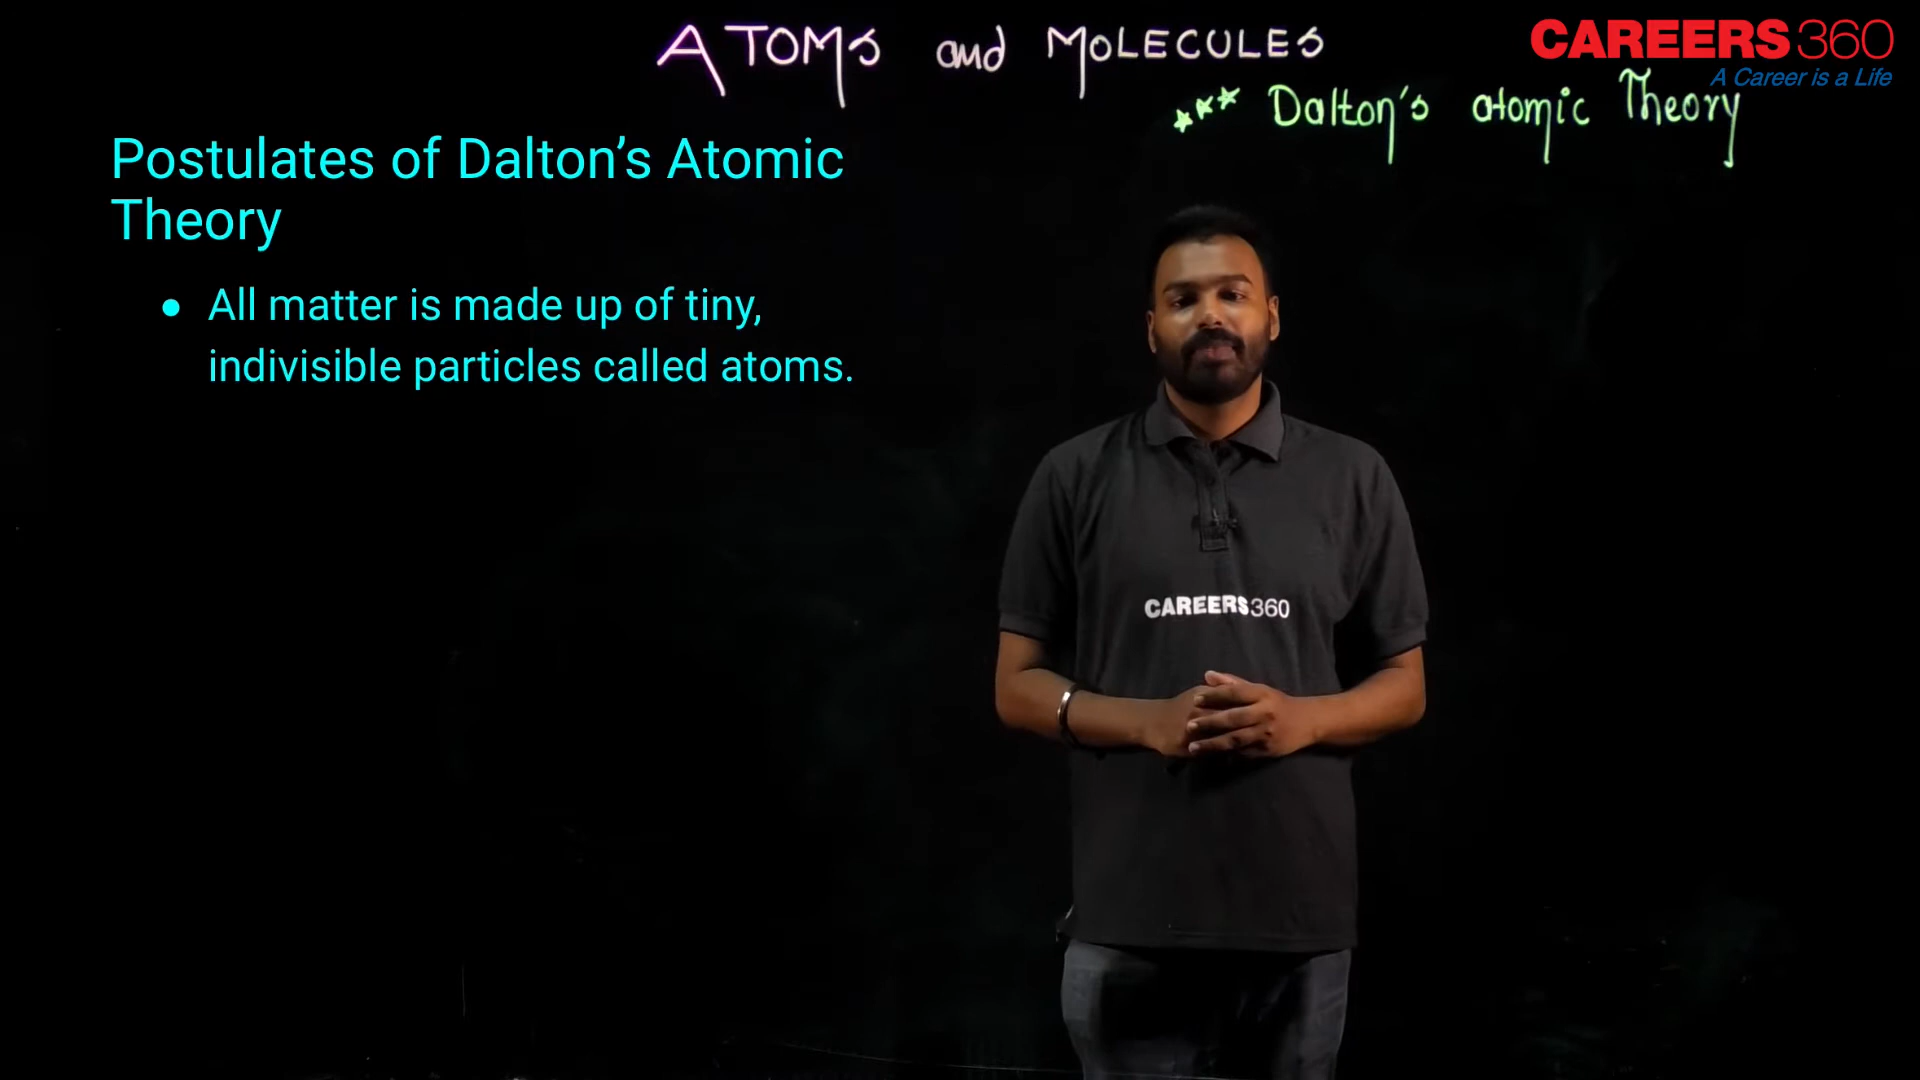 ATOMS and MOLECULES
CAREERS360
A Career is a Life
*** Dalton's atomic Theory
Postulates of Dalton’s Atomic
Theory
● All matter is made up of tiny,
indivisible particles called atoms.
CAREERS360